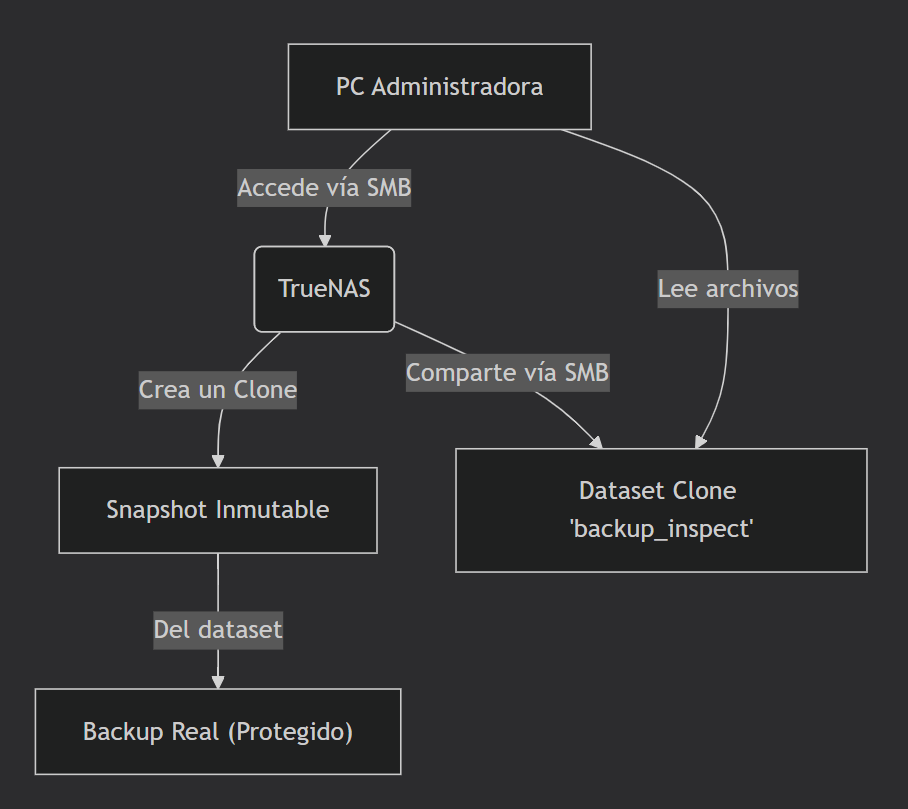 PC Administradora
Accede vía SMB
TrueNAS
Lee archivos
Comparte vía SMB
Crea un Clone
Dataset Clone
'backup_inspect'
Snapshot Inmutable
Del dataset
Backup Real (Protegido)